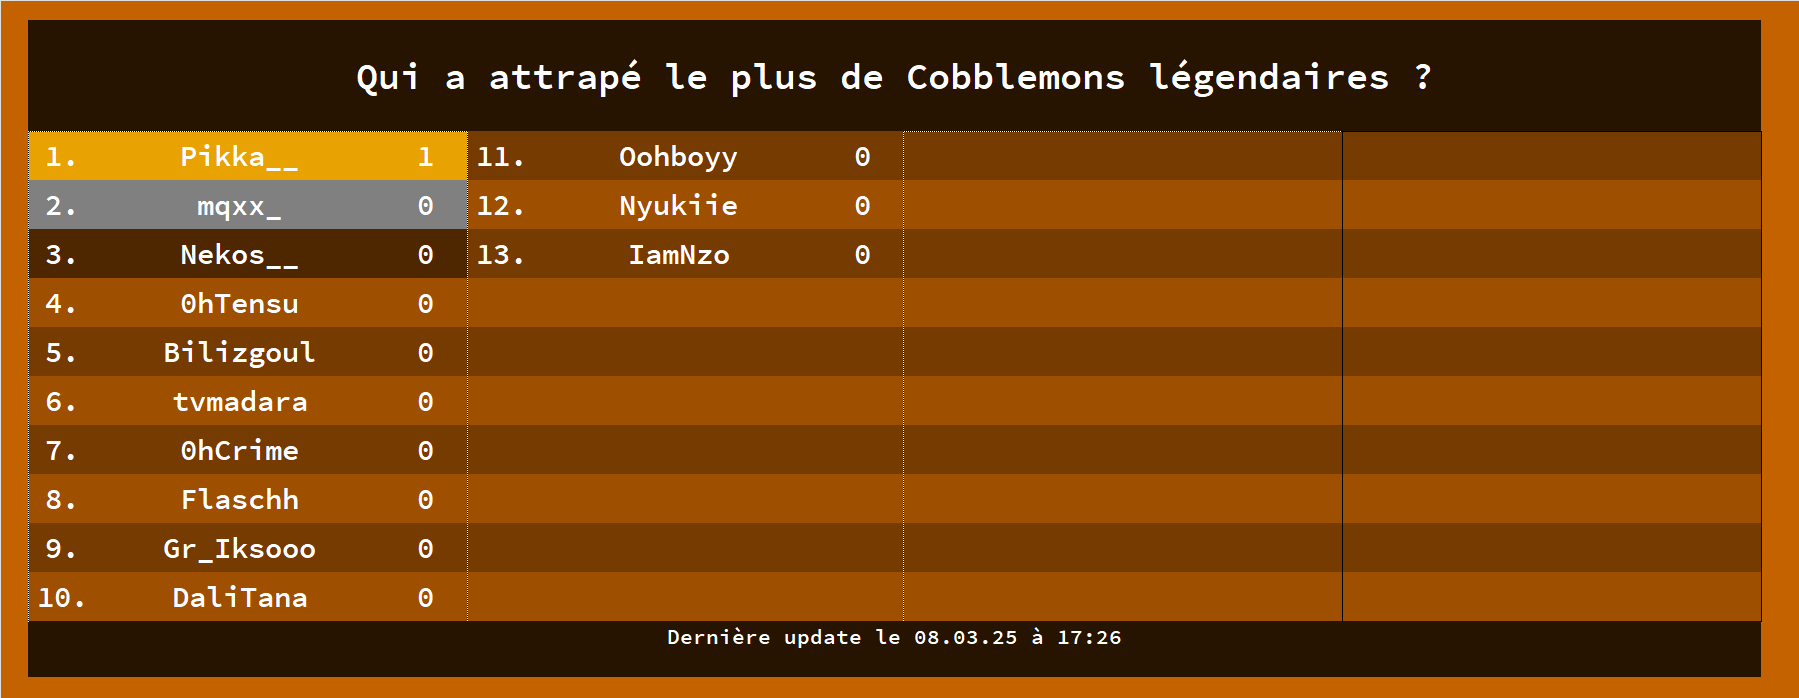 Qui a attrapé le plus de Cobblemons légendaires ?
1. Pikka__ 1
2. mqxx_ 0
3. Nekos__ 0
4. 0hTensu 0
5. Bilizgoul 0
6. tvmadara 0
7. 0hCrime 0
8. Flaschh 0
9. Gr_Iksooo 0
10. DaliTana 0
11. Oohboyy 0
12. Nyukiie 0
13. IamNzo 0
Dernière update le 08.03.25 à 17:26